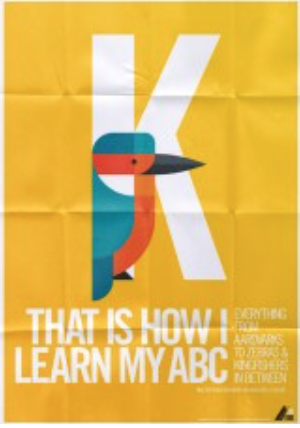 K
THAT IS HOW I
LEARN MY ABC
EVERYTHING
FROM
AARDVARKS
TO ZEBRAS &
KINGFISHERS
IN BETWEEN